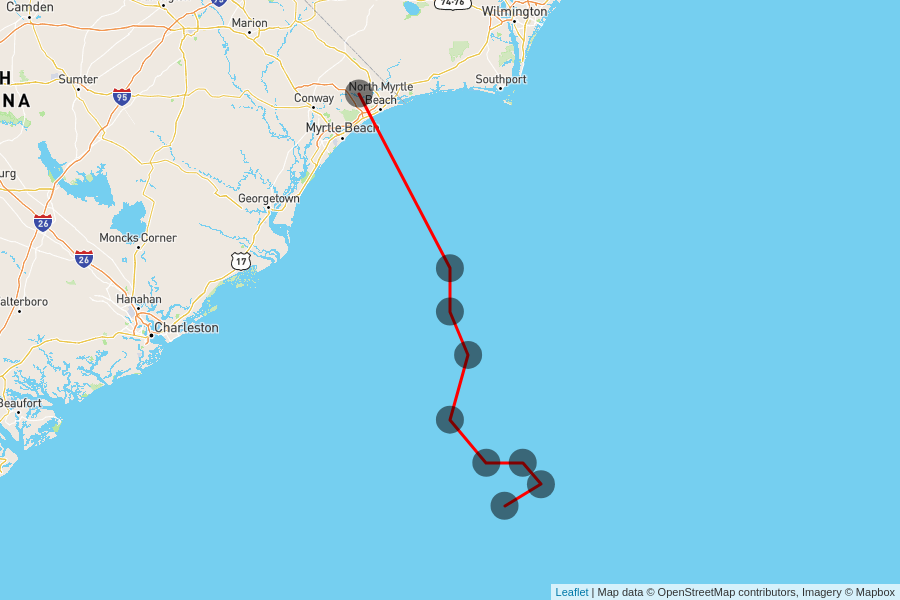 Camden
95
74-76
Wilmington
Marion
H
Sumter
Southport
NA
95
North Myrtle
Beach
Conway
Myrtle Beach
urg
Georgetown
26
Moncks Corner
26
17
alterboro
Hanahan
Charleston
Beaufort
Leaflet | Map data © OpenStreetMap contributors, Imagery © Mapbox